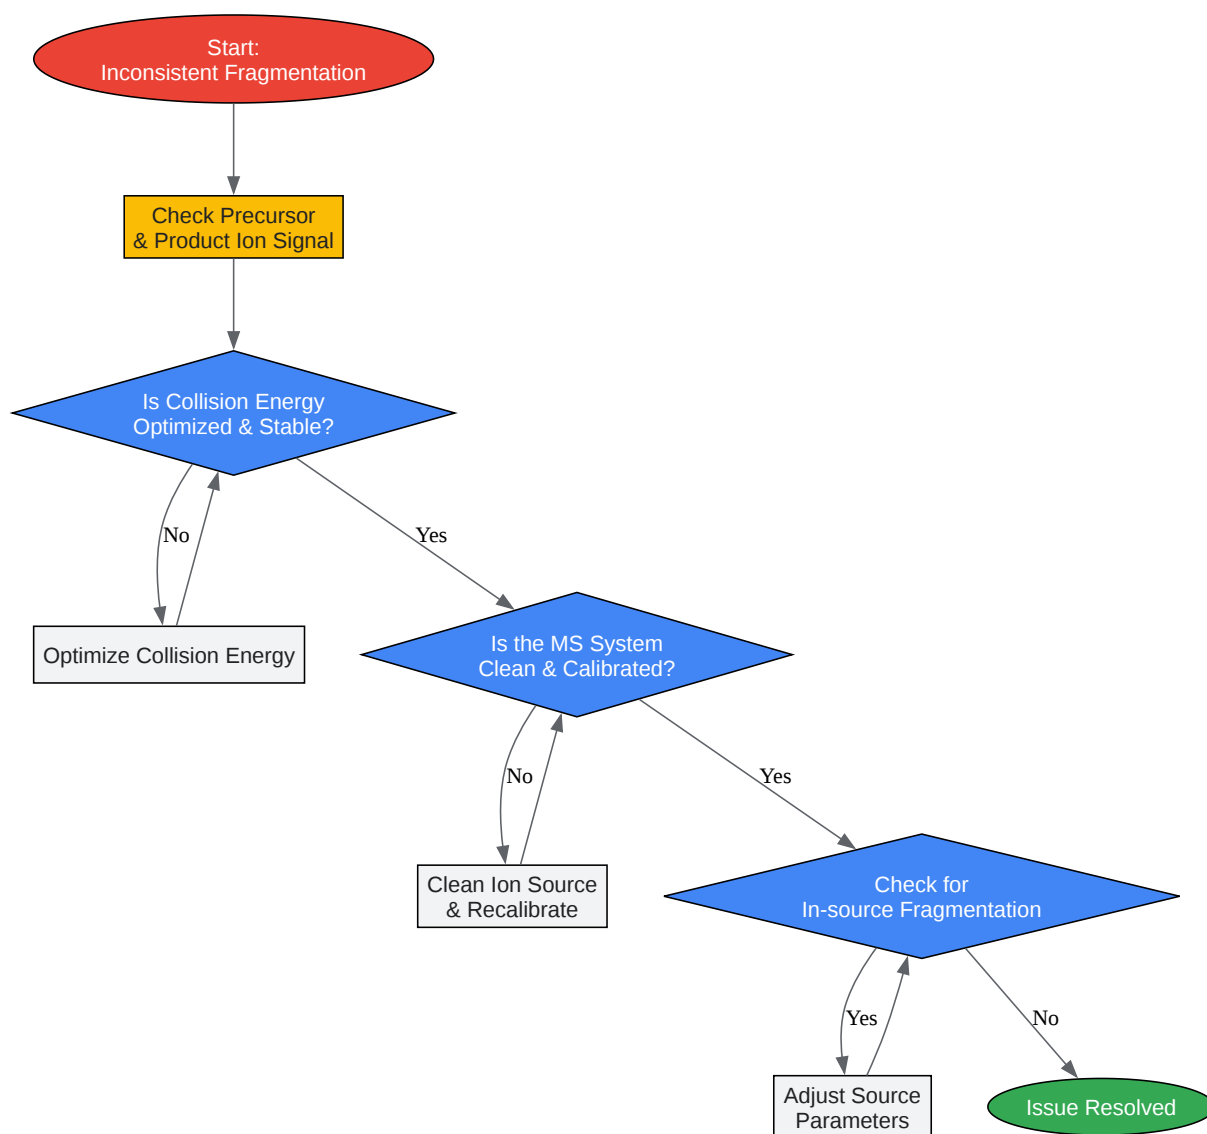 Start:
Inconsistent Fragmentation
Check Precursor
& Product Ion Signal
Is Collision Energy
Optimized & Stable?
No
Yes
Optimize Collision Energy
Is the MS System
Clean & Calibrated?
No
Yes
Clean Ion Source
& Recalibrate
Check for
In-source Fragmentation
Yes
No
Adjust Source
Parameters
Issue Resolved